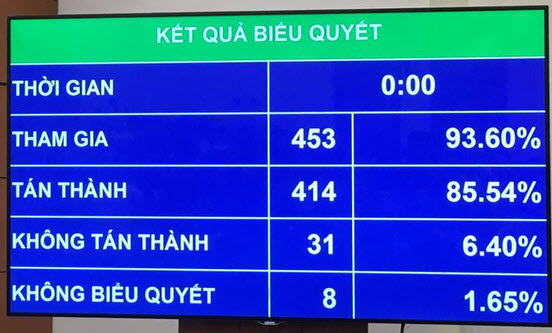 KẾT QUẢ BIỂU QUYẾT
THỜI GIAN 0:00
THAM GIA 453 93.60%
TÁN THÀNH 414 85.54%
KHÔNG TÁN THÀNH 31 6.40%
KHÔNG BIỂU QUYẾT 8 1.65%